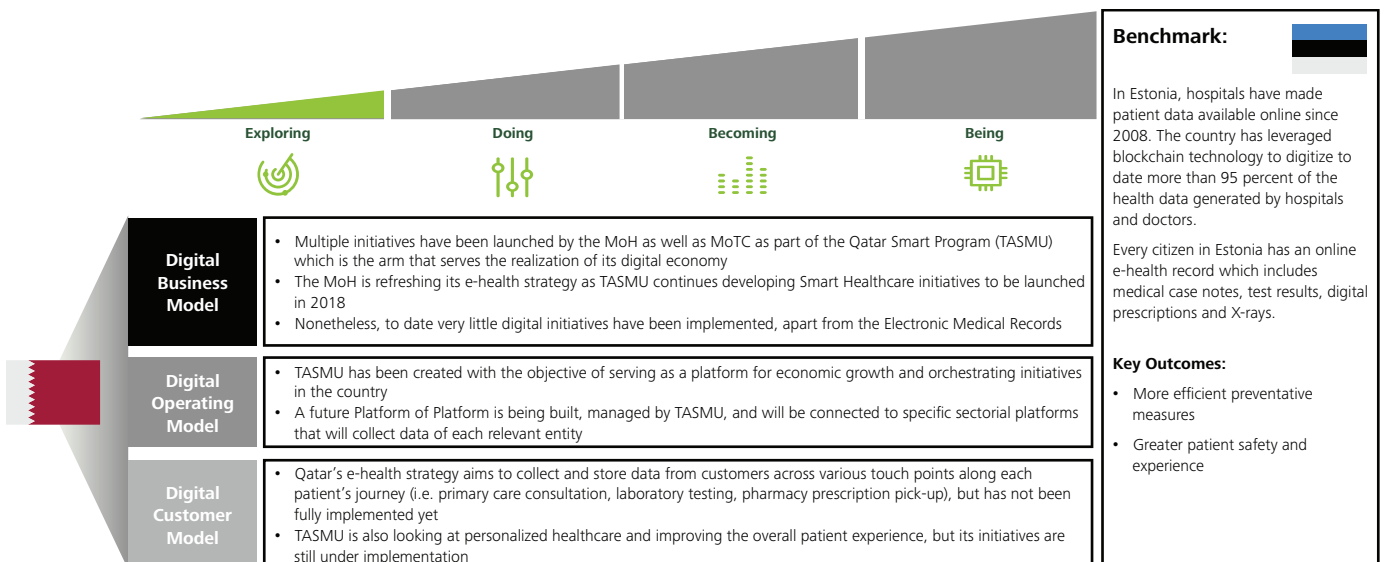 Exploring
Doing
Becoming
Being
Digital
Business
Model
• Multiple initiatives have been launched by the MoH as well as MoTC as part of the Qatar Smart Program (TASMU)
which is the arm that serves the realization of its digital economy
• The MoH is refreshing its e-health strategy as TASMU continues developing Smart Healthcare initiatives to be launched
in 2018
• Nonetheless, to date very little digital initiatives have been implemented, apart from the Electronic Medical Records
Digital
Operating
Model
• TASMU has been created with the objective of serving as a platform for economic growth and orchestrating initiatives
in the country
• A future Platform of Platform is being built, managed by TASMU, and will be connected to specific sectorial platforms
that will collect data of each relevant entity
Digital
Customer
Model
• Qatar's e-health strategy aims to collect and store data from customers across various touch points along each
patient's journey (i.e. primary care consultation, laboratory testing, pharmacy prescription pick-up), but has not been
fully implemented yet
• TASMU is also looking at personalized healthcare and improving the overall patient experience, but its initiatives are
still under implementation
Benchmark:
In Estonia, hospitals have made
patient data available online since
2008. The country has leveraged
blockchain technology to digitize to
date more than 95 percent of the
health data generated by hospitals
and doctors.
Every citizen in Estonia has an online
e-health record which includes
medical case notes, test results, digital
prescriptions and X-rays.
Key Outcomes:
• More efficient preventative
measures
• Greater patient safety and
experience